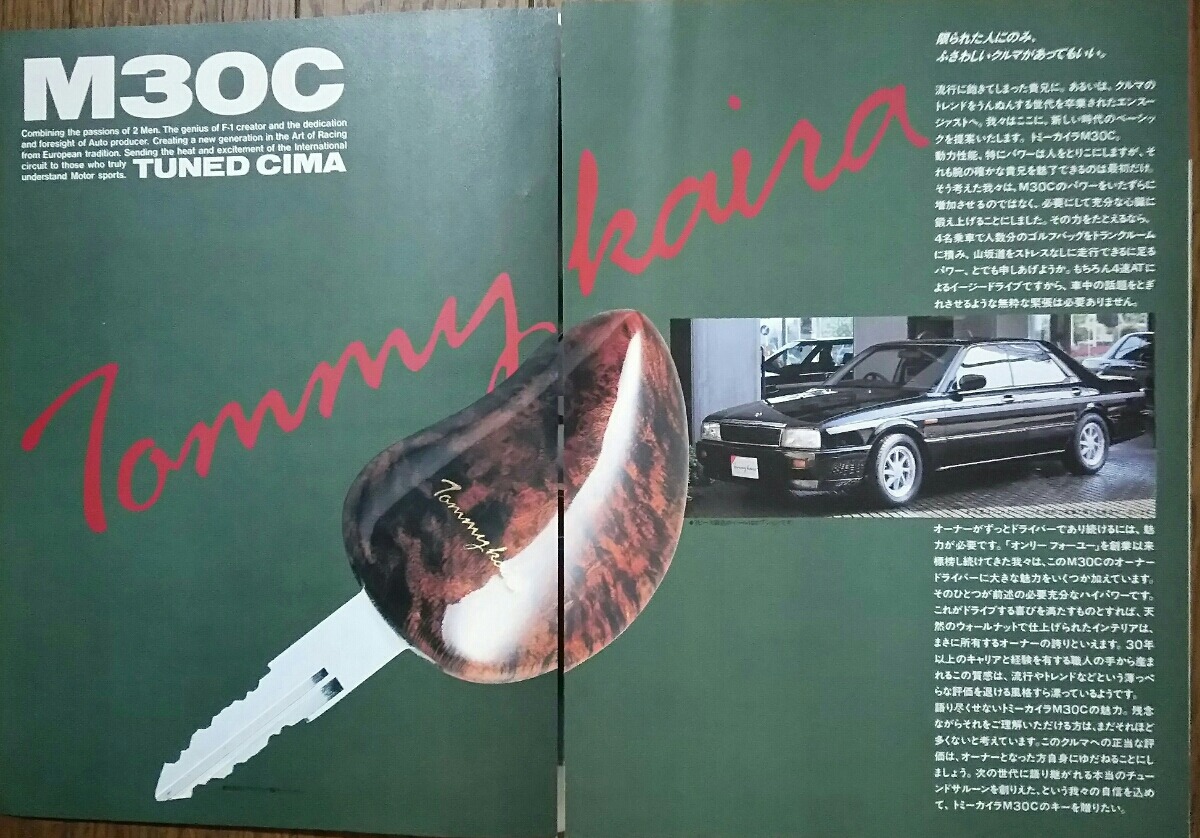 M30C
Combining the passions of 2 Men. The genius of F-1 creator and the dedication
and foresight of Auto producer. Creating a new generation in the Art of Racing
from European tradition. Sending the heat and excitement of the International
circuit to those who truly
understand Motor sports.
TUNED CIMA
Tommy kaira
Tommyka
限られた人にのみ、
ふさわしいクルマがあってもいい。
流行に飽きてしまった貴兄に。あるいは、クルマの
トレンドをうんぬんする世代を卒業されたエンスー
ジァストへ。我々はここに、新しい時代のベーシッ
クを提案いたします。トミーカイラM30C。
動力性能、特にパワーは人をとりこにしますが、そ
れも腕の確かな貴兄を魅了できるのは最初だけ。
そう考えた我々は、M30Cのパワーをいたずらに
増加させるのではなく、必要にして充分な心臓に
鍛え上げることにしました。その力をたとえるなら、
4名乗車で人数分のゴルフバッグをトランクルーム
に積み、山坂道をストレスなしに走行できるに足る
パワー、とでも申しあげようか。もちろん4速ATに
よるイージードライブですから、車中の話題をとぎ
れさせるような無粋な緊張は必要ありません。
Tommy kaira
オーナーがずっとドライバーであり続けるには、魅
力が必要です。「オンリーフォーユー」を創業以来
標榜し続けてきた我々は、このM30Cのオーナー
ドライバーに大きな魅力をいくつか加えています。
そのひとつが前述の必要充分なハイパワーです。
これがドライブする喜びを満たすものとすれば、天
然のウォールナットで仕上げられたインテリアは、
まさに所有するオーナーの誇りといえます。30年
以上のキャリアと経験を有する職人の手から産ま
れるこの質感は、流行やトレンドなどという薄っぺ
らな評価を退ける風格すら漂っているようです。
語り尽くせないトミーカイラM30Cの魅力。残念
ながらそれをご理解いただける方は、まだそれほど
多くないと考えています。このクルマへの正当な評
価は、オーナーとなった方自身にゆだねることにし
ましょう。次の世代に語り継がれる本当のチュー
ンドサルーンを創りえた、という我々の自信を込め
て、トミーカイラM30Cのキーを贈りたい。